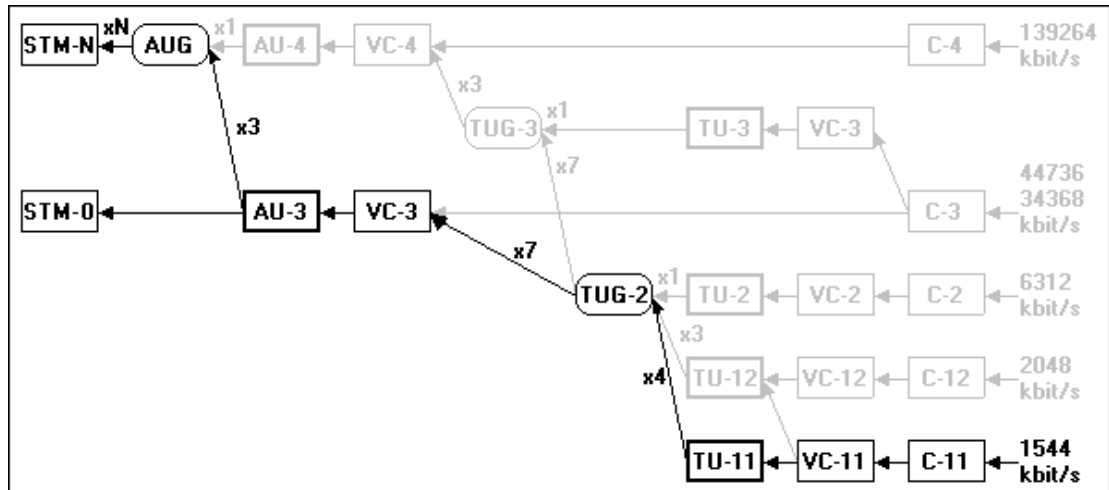 xN
x1
STM-N
AUG
AU-4
VC-4
C-4
139264
kbit/s
x3
x1
TUG-3
TU-3
VC-3
x3
x7
44736
34368
kbit/s
STM-0
AU-3
VC-3
C-3
x7
x1
TUG-2
TU-2
VC-2
C-2
6312
kbit/s
x3
x4
TU-12
VC-12
C-12
2048
kbit/s
TU-11
VC-11
C-11
1544
kbit/s